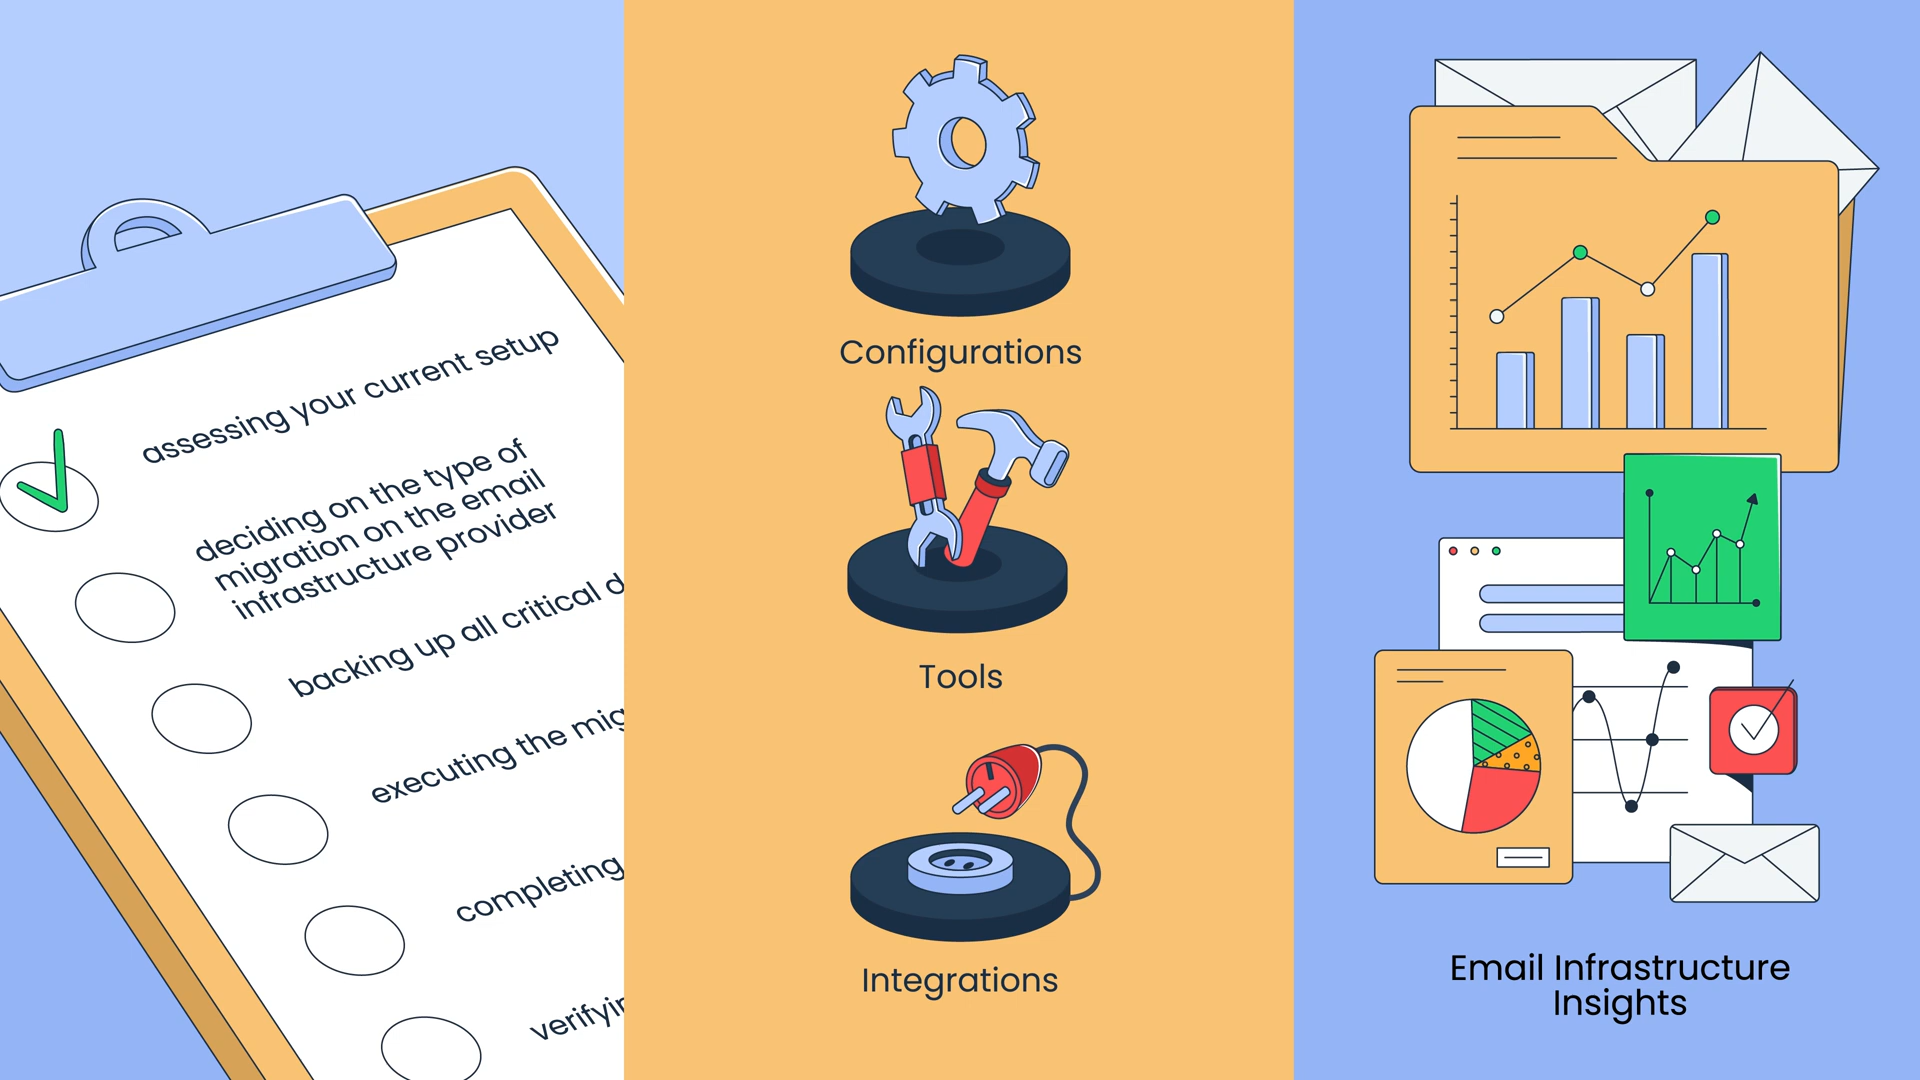 assessing your current setup
deciding on the type of
migration on the email
infrastructure provider
backing up all critical
executing the
completing
Configurations
Tools
Integrations
Email Infrastructure
Insights